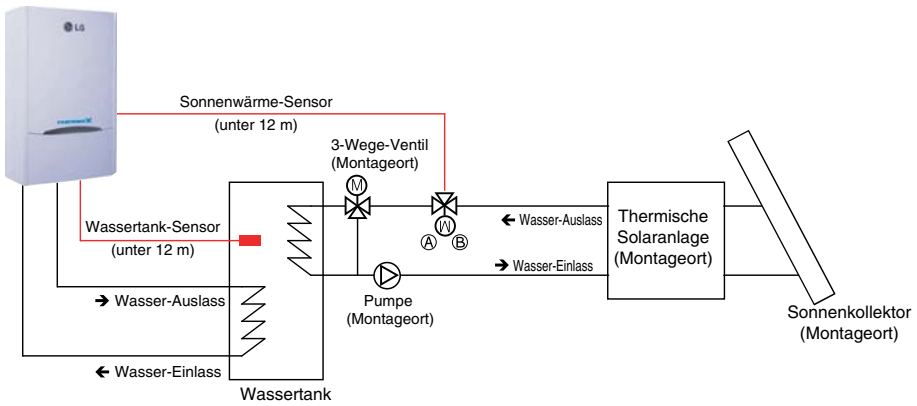 LG
THERMA V
Sonnenwärme-Sensor
(unter 12 m)
3-Wege-Ventil
(Montageort)
M
M
A
B
Wassertank-Sensor
(unter 12 m)
← Wasser-Auslass
→ Wasser-Einlass
Thermische
Solaranlage
(Montageort)
Pumpe
(Montageort)
Sonnenkollektor
(Montageort)
→ Wasser-Auslass
← Wasser-Einlass
Wassertank